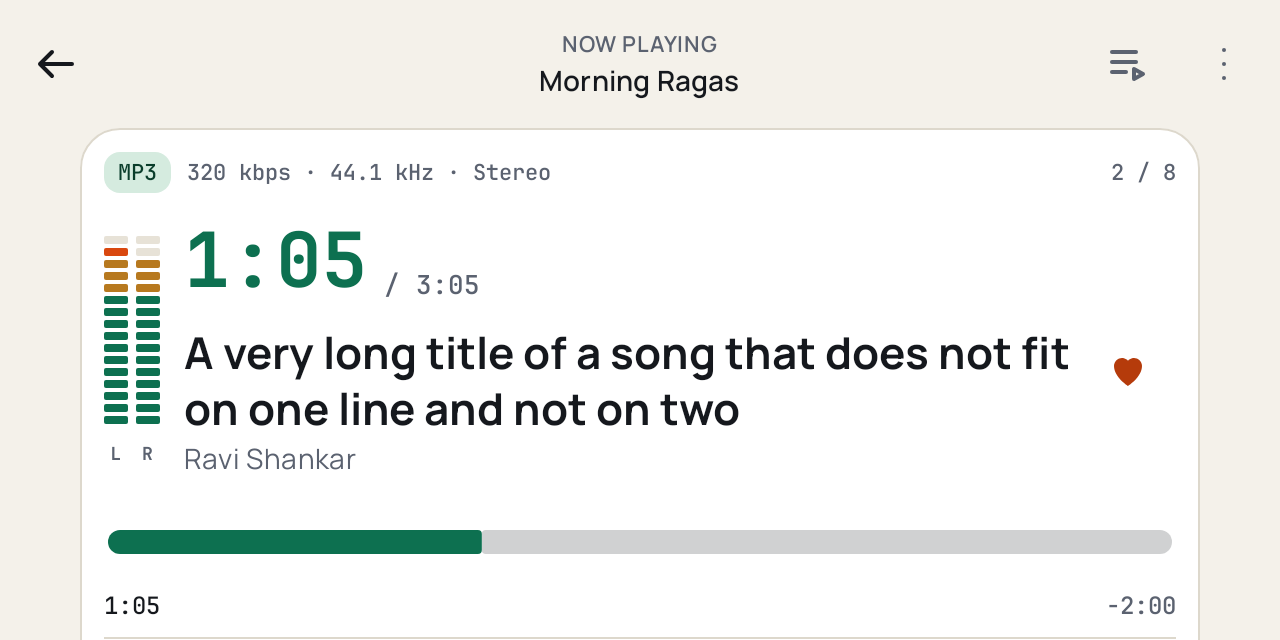 NOW PLAYING
Morning Ragas
MP3 320 kbps · 44.1 kHz · Stereo 2 / 8
1:05 / 3:05
A very long title of a song that does not fit
on one line and not on two
L R
Ravi Shankar
1:05 -2:00